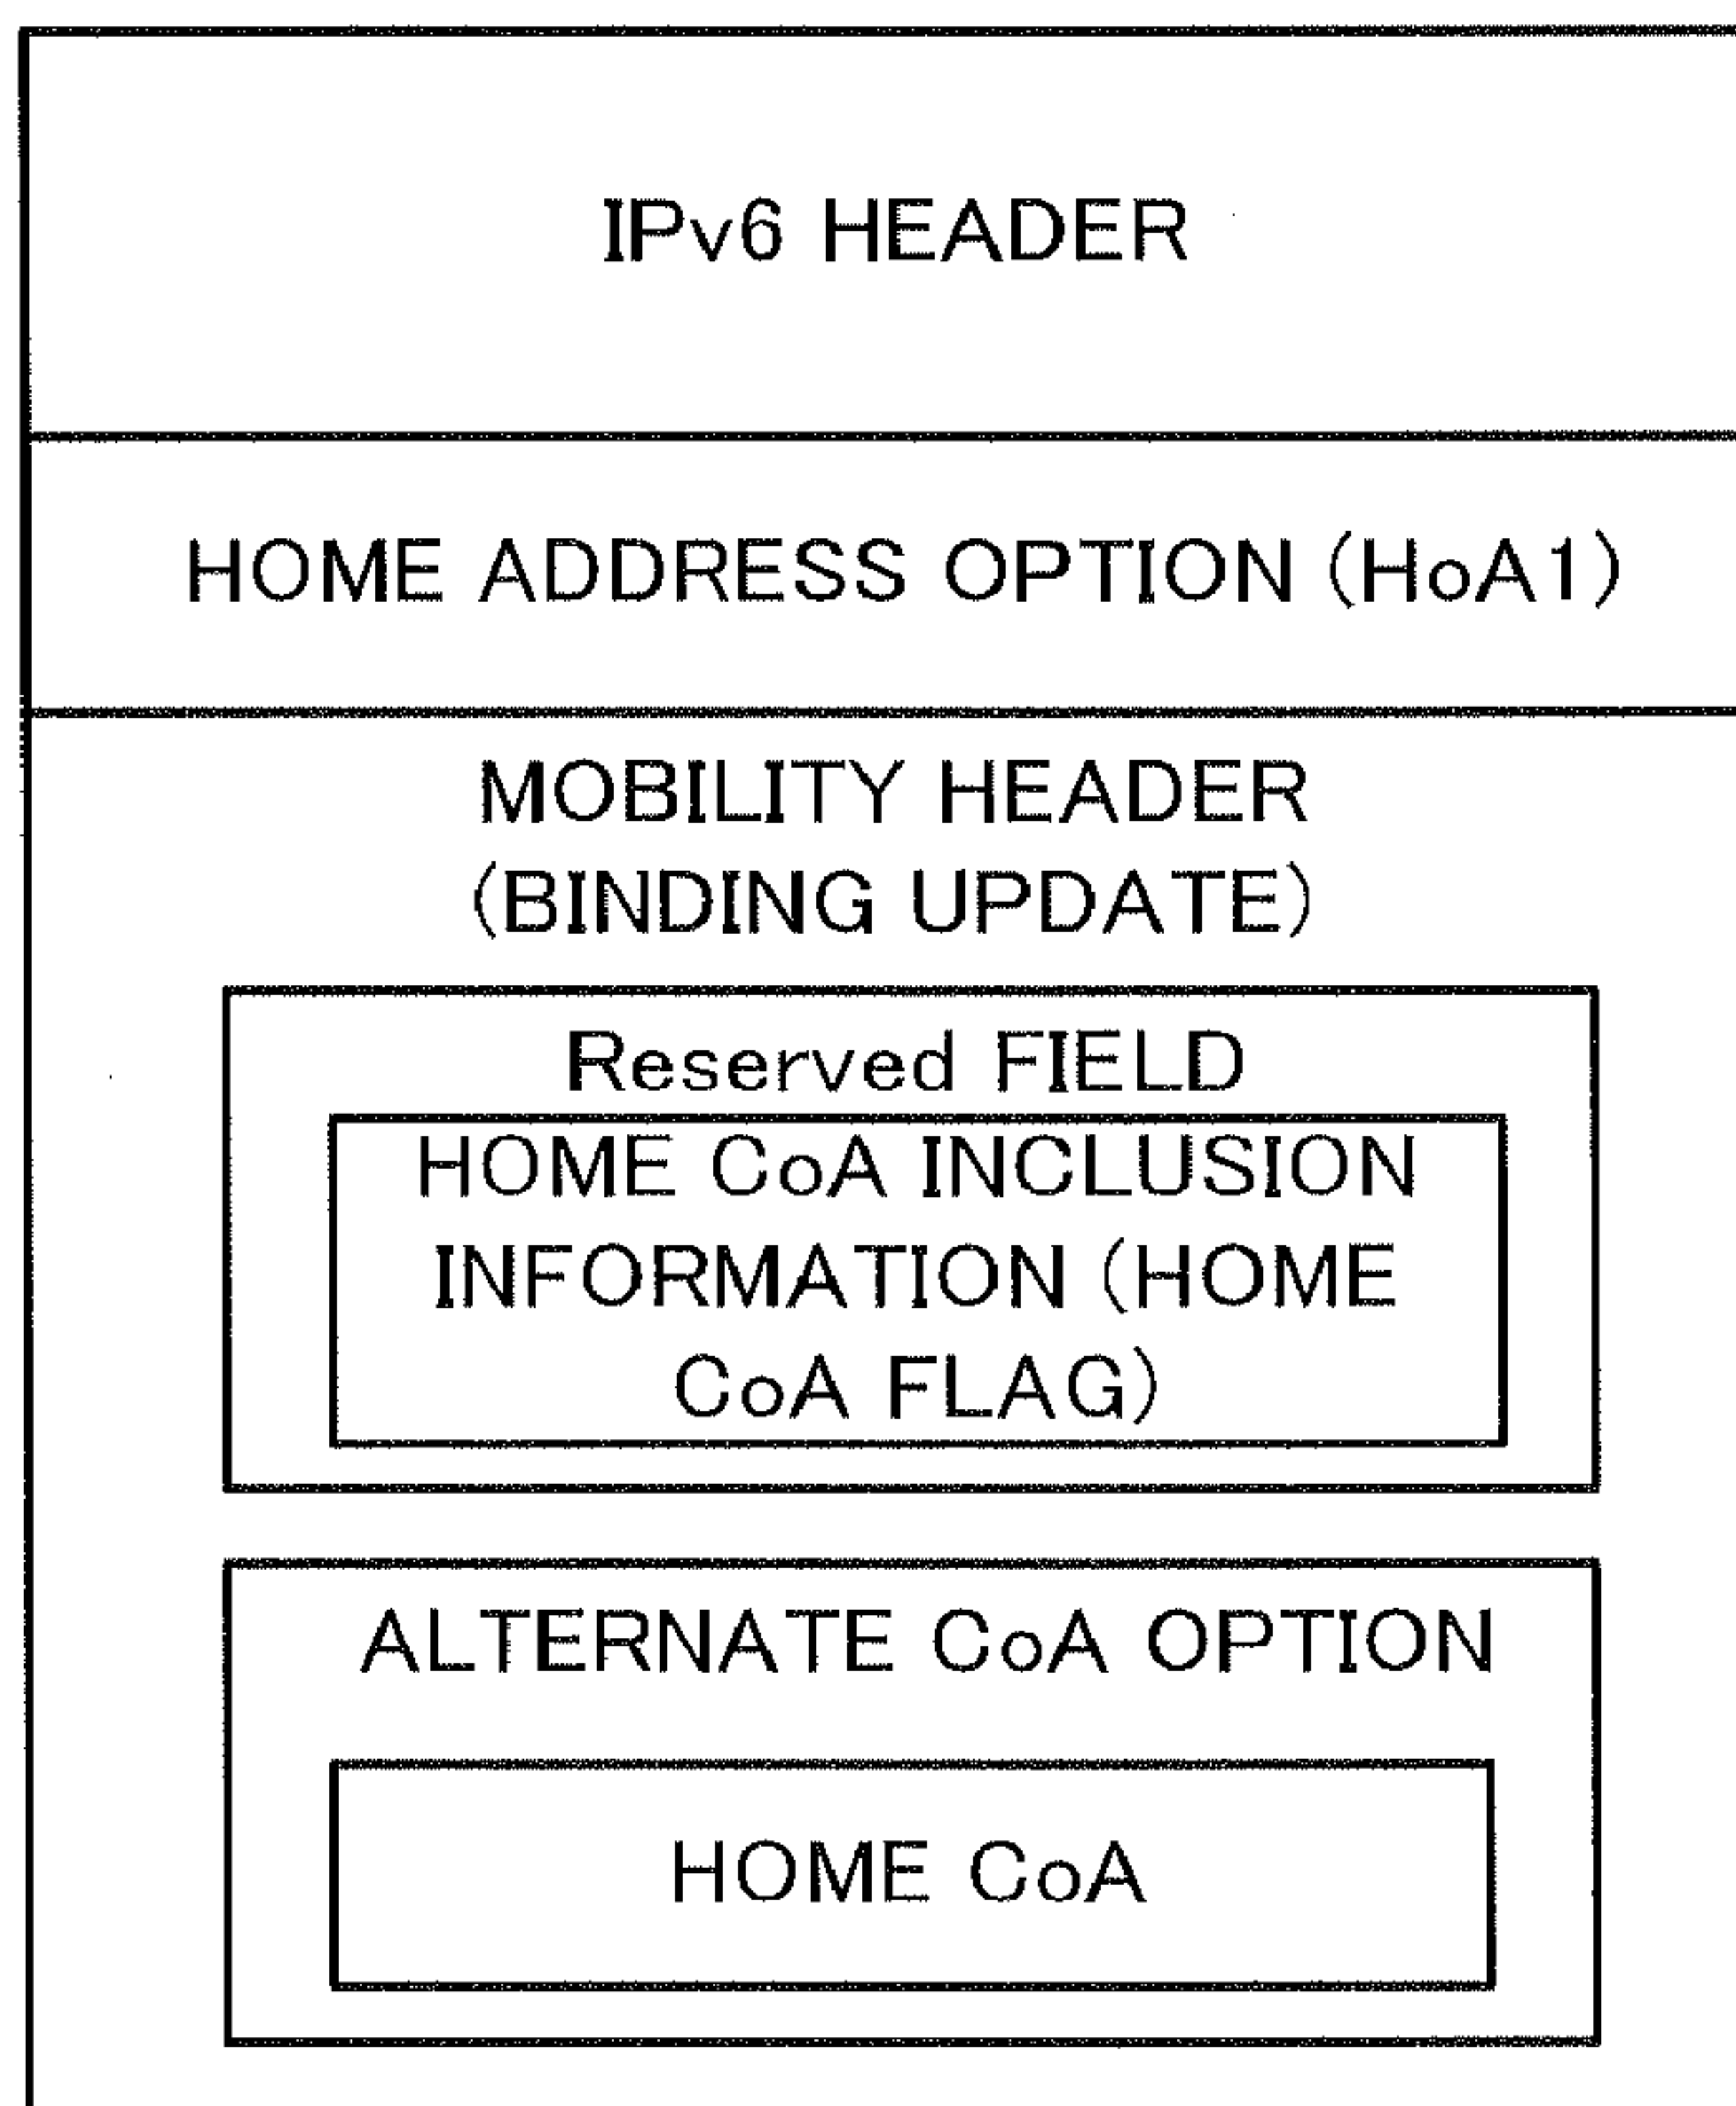 IPv6 HEADER
HOME ADDRESS OPTION (HoA1)
MOBILITY HEADER
(BINDING UPDATE)
Reserved FIELD
HOME CoA INCLUSION
INFORMATION (HOME
CoA FLAG)
ALTERNATE CoA OPTION
HOME CoA